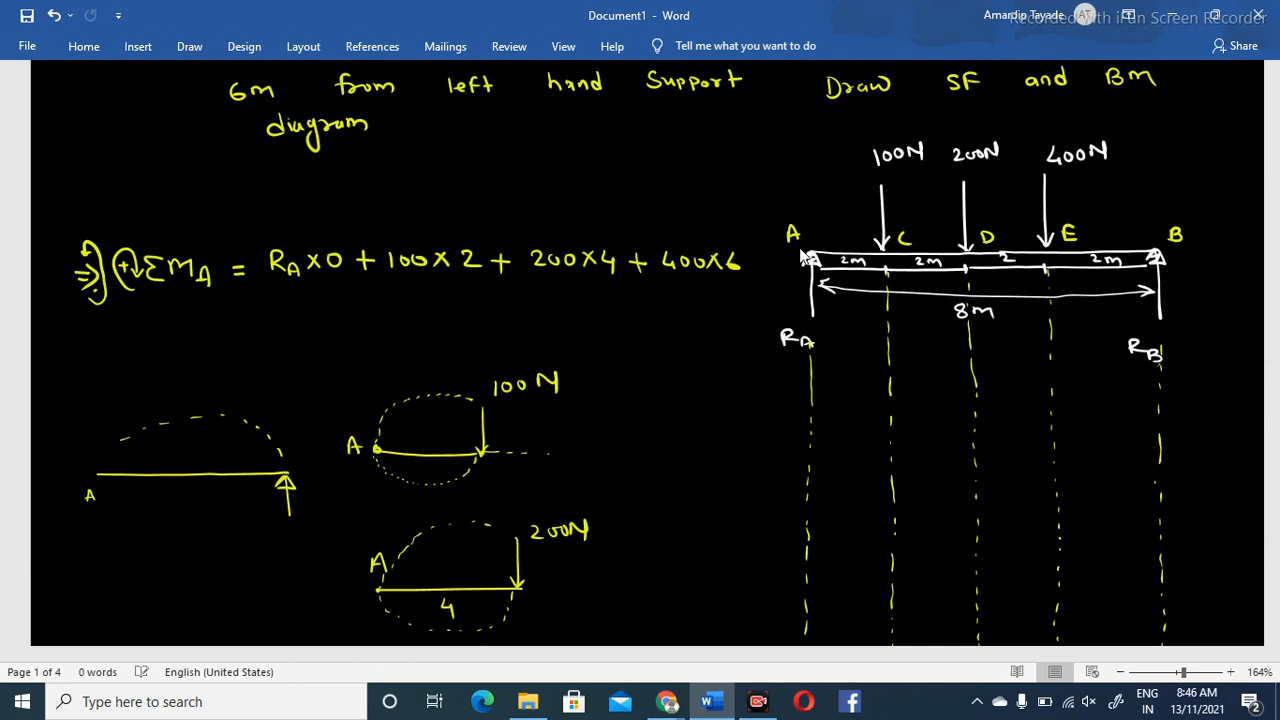 Document1 - Word
Amardip Tayade AT
Recorded with iFun Screen Recorder
File Home Insert Draw Design Layout References Mailings Review View Help Tell me what you want to do Share
6m from left hand Support Draw SF and Bm
diagram
100N 200N 400N
A C D E B
2m 2m 2 2m
8m
RA RB
+ ΣMA = RA×0 + 100×2 + 200×4 + 400×6
100N
A
A
200N
A
4
Page 1 of 4 0 words English (United States) 164%
Type here to search
ENG
IN
8:46 AM
13/11/2021
2